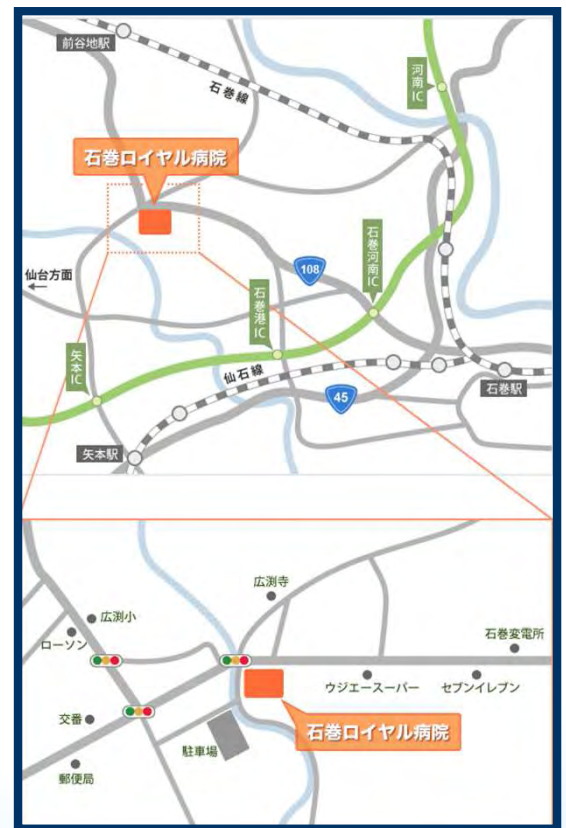 前谷地駅
石巻線
河南IC
石巻ロイヤル病院
108
石巻河南IC
仙台方面
石巻港IC
矢本IC
仙石線
石巻駅
45
矢本駅
広渕寺
広渕小
ローソン
石巻変電所
ウジエースーパー
セブンイレブン
交番
石巻ロイヤル病院
駐車場
郵便局